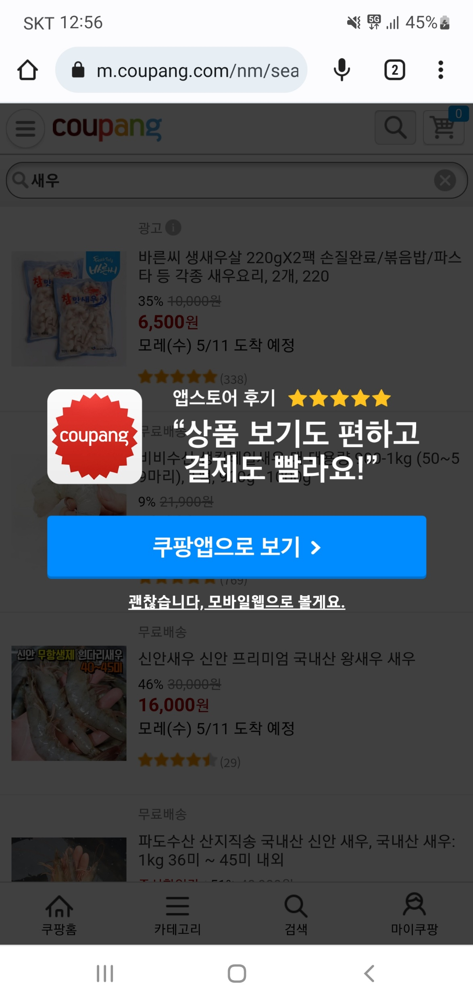 SKT 12:56
5G
45%
m.coupang.com/nm/sea
2
coupang
0
새우
광고
바른씨 생새우살 220gX2팩 손질완료/볶음밥/파스
타 등 각종 새우요리, 2개, 220
바른씨
참맛새우
35% 10,000원
6,500원
모레(수) 5/11 도착 예정
(338)
coupang
앱스토어 후기
“상품 보기도 편하고
결제도 빨라요!”
무료배송
900-1kg (50~5
9마리),
9% 21,900원
쿠팡앱으로 보기 >
(769)
괜찮습니다, 모바일웹으로 볼게요.
무료배송
신안 무항생제 흰다리새우
40~45미
신안새우 신안 프리미엄 국내산 왕새우 새우
46% 30,000원
16,000원
모레(수) 5/11 도착 예정
(29)
무료배송
파도수산 산지직송 국내산 신안 새우, 국내산 새우:
1kg 36미 ~ 45미 내외
쿠팡홈
카테고리
검색
마이쿠팡